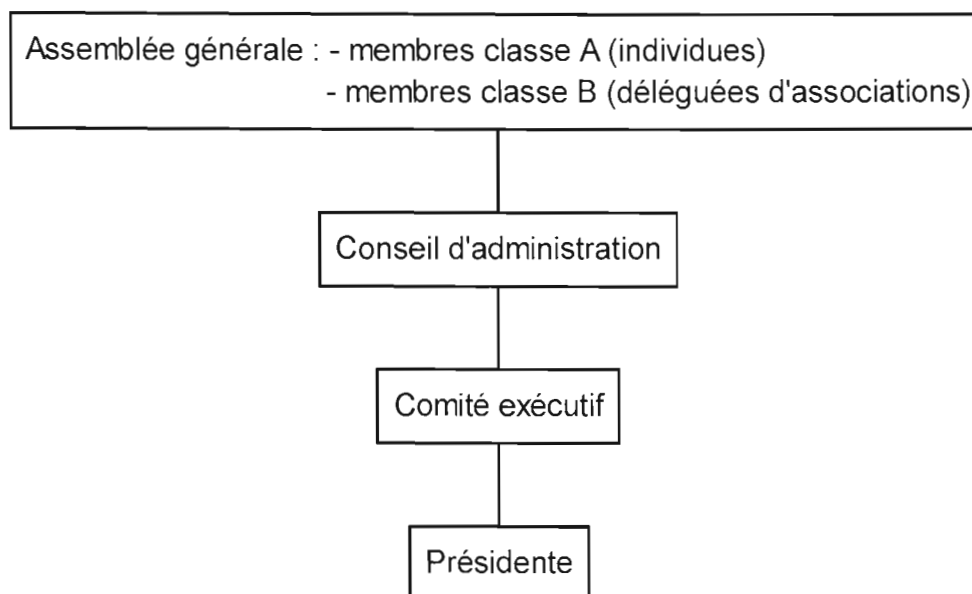 Assemblée générale : - membres classe A (individues)
- membres classe B (déléguées d'associations)
Conseil d'administration
Comité exécutif
Présidente